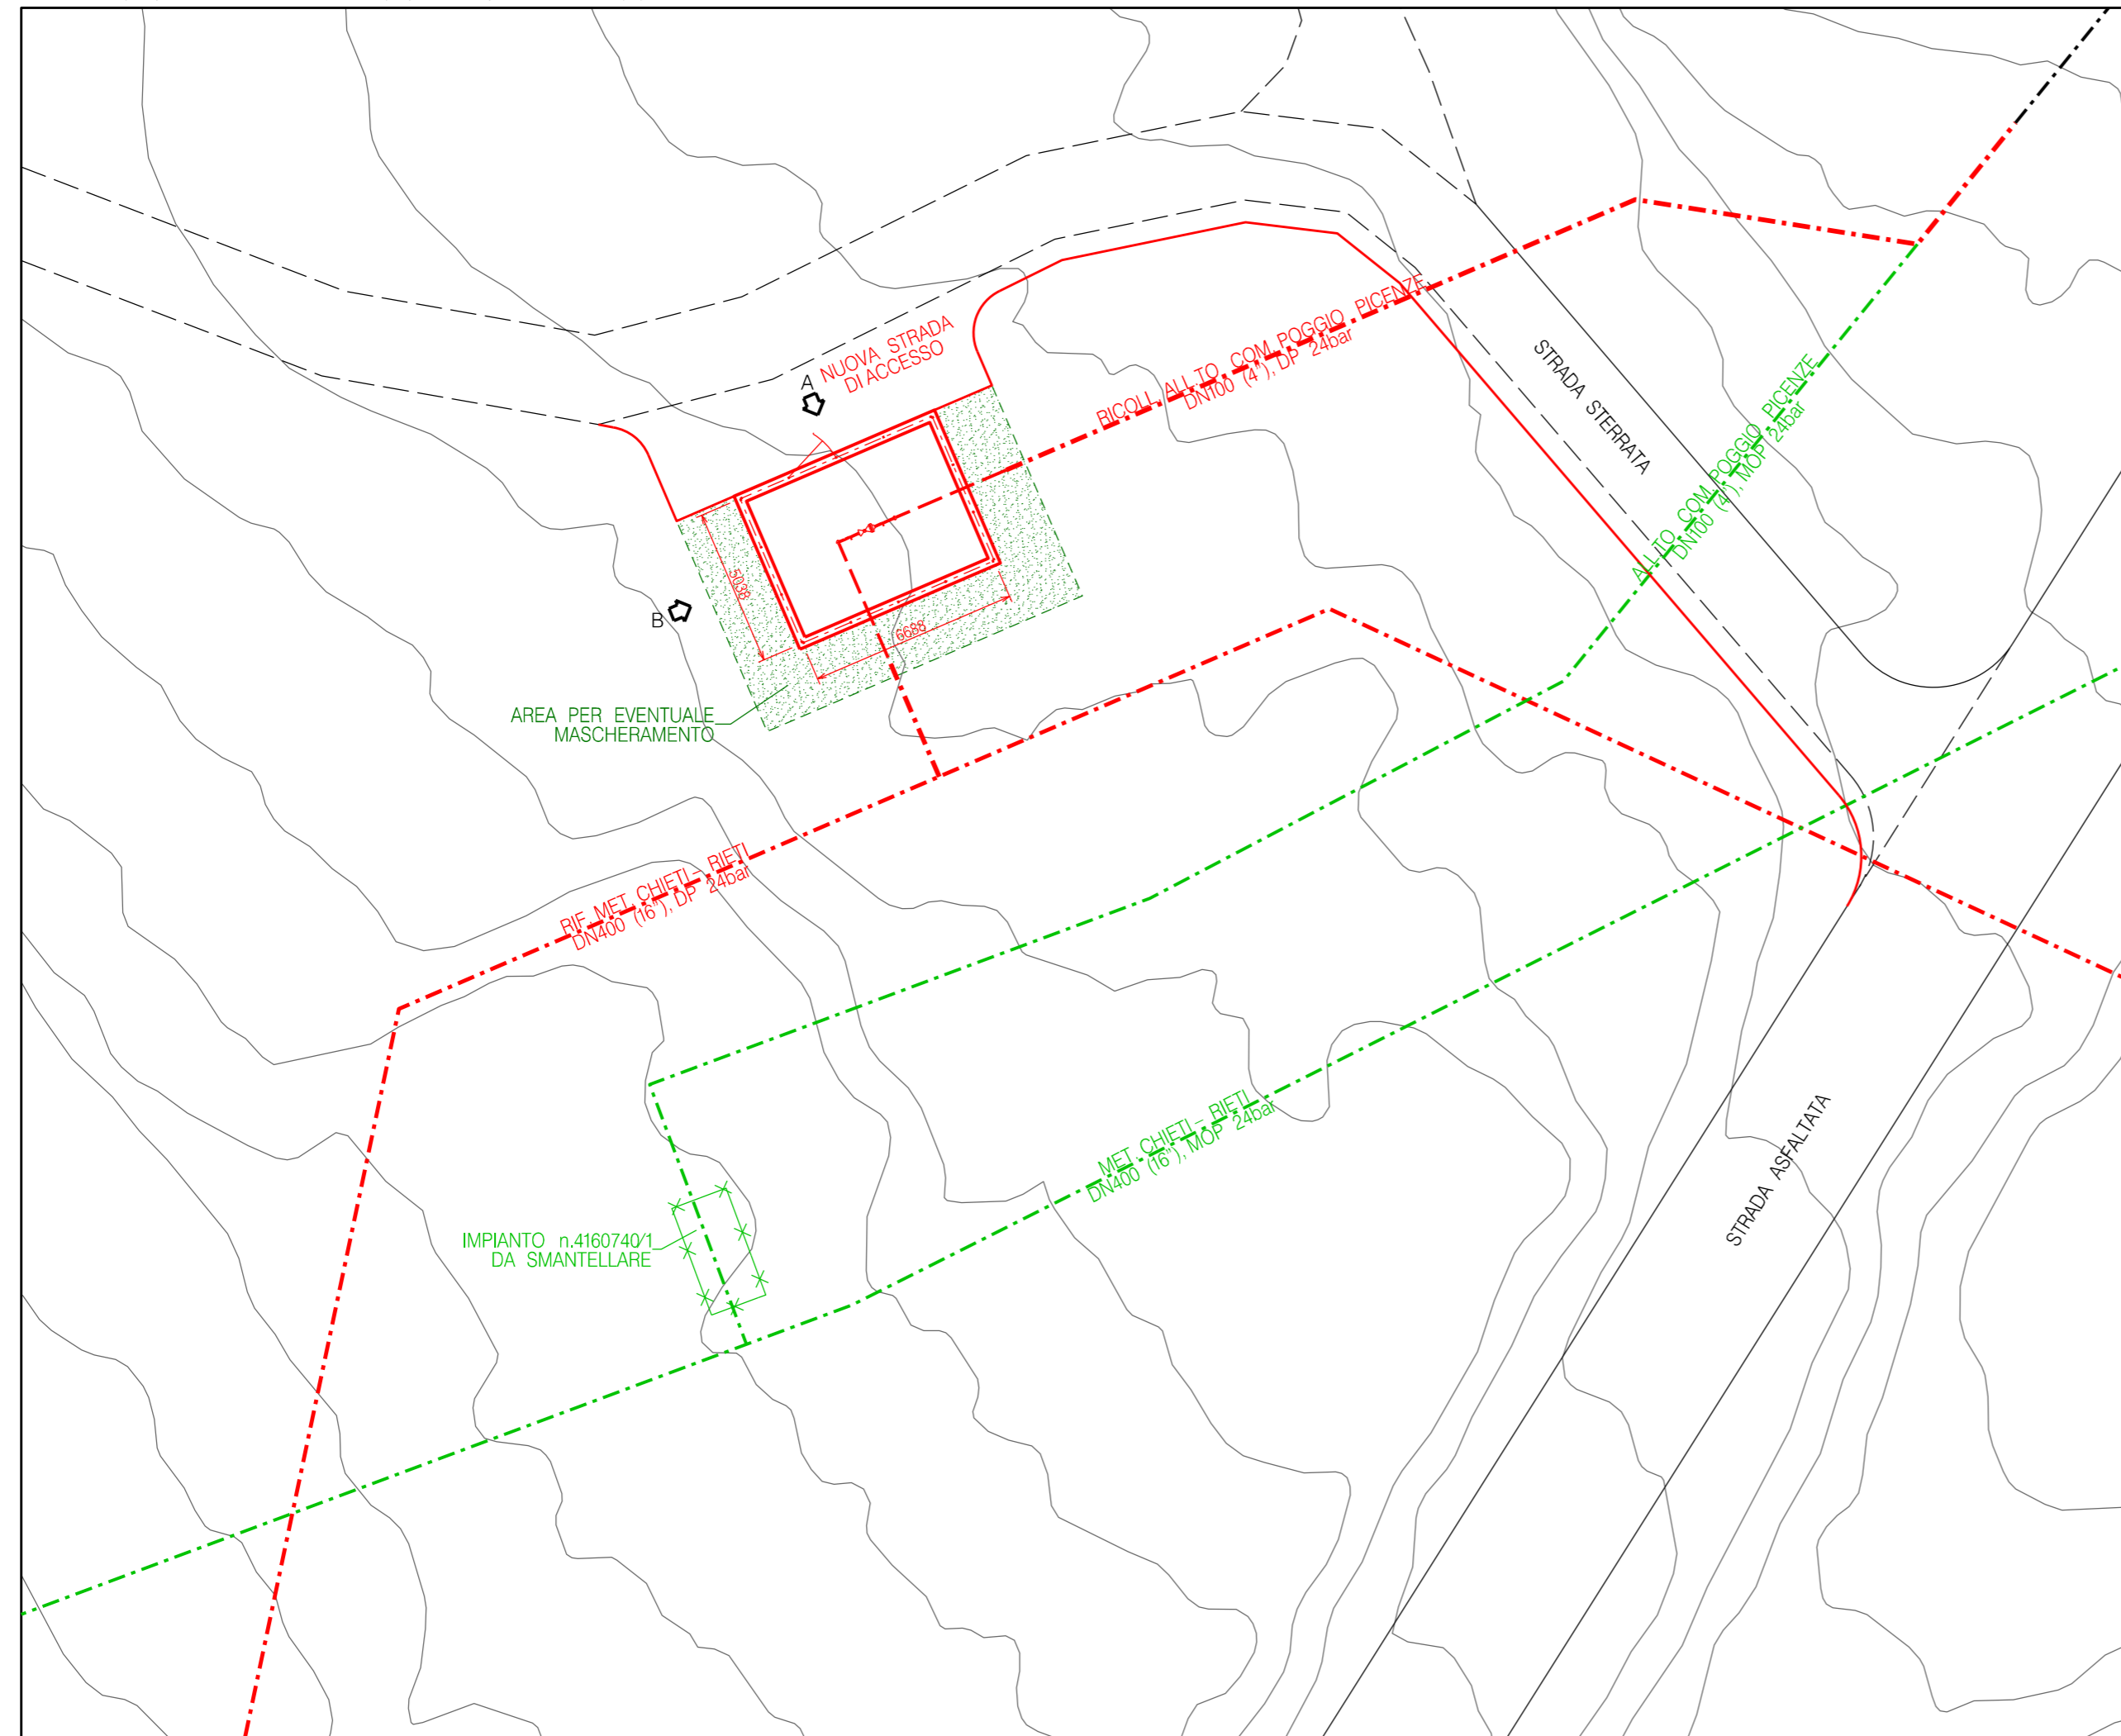 NUOVA STRADA
DI ACCESSO
A
RICOLL. ALL.TO COM. POGGIO PICENZE
DN100 (4"), DP 24bar
STRADA STERRATA
ALL.TO COM. POGGIO PICENZE
DN100 (4"), MOP 24bar
5038
6688
B
AREA PER EVENTUALE
MASCHERAMENTO
RIF. MET. CHIETI - RIETI
DN400 (16"), DP 24bar
MET. CHIETI - RIETI
DN400 (16"), MOP 24bar
STRADA ASFALTATA
IMPIANTO n.4160740/1
DA SMANTELLARE